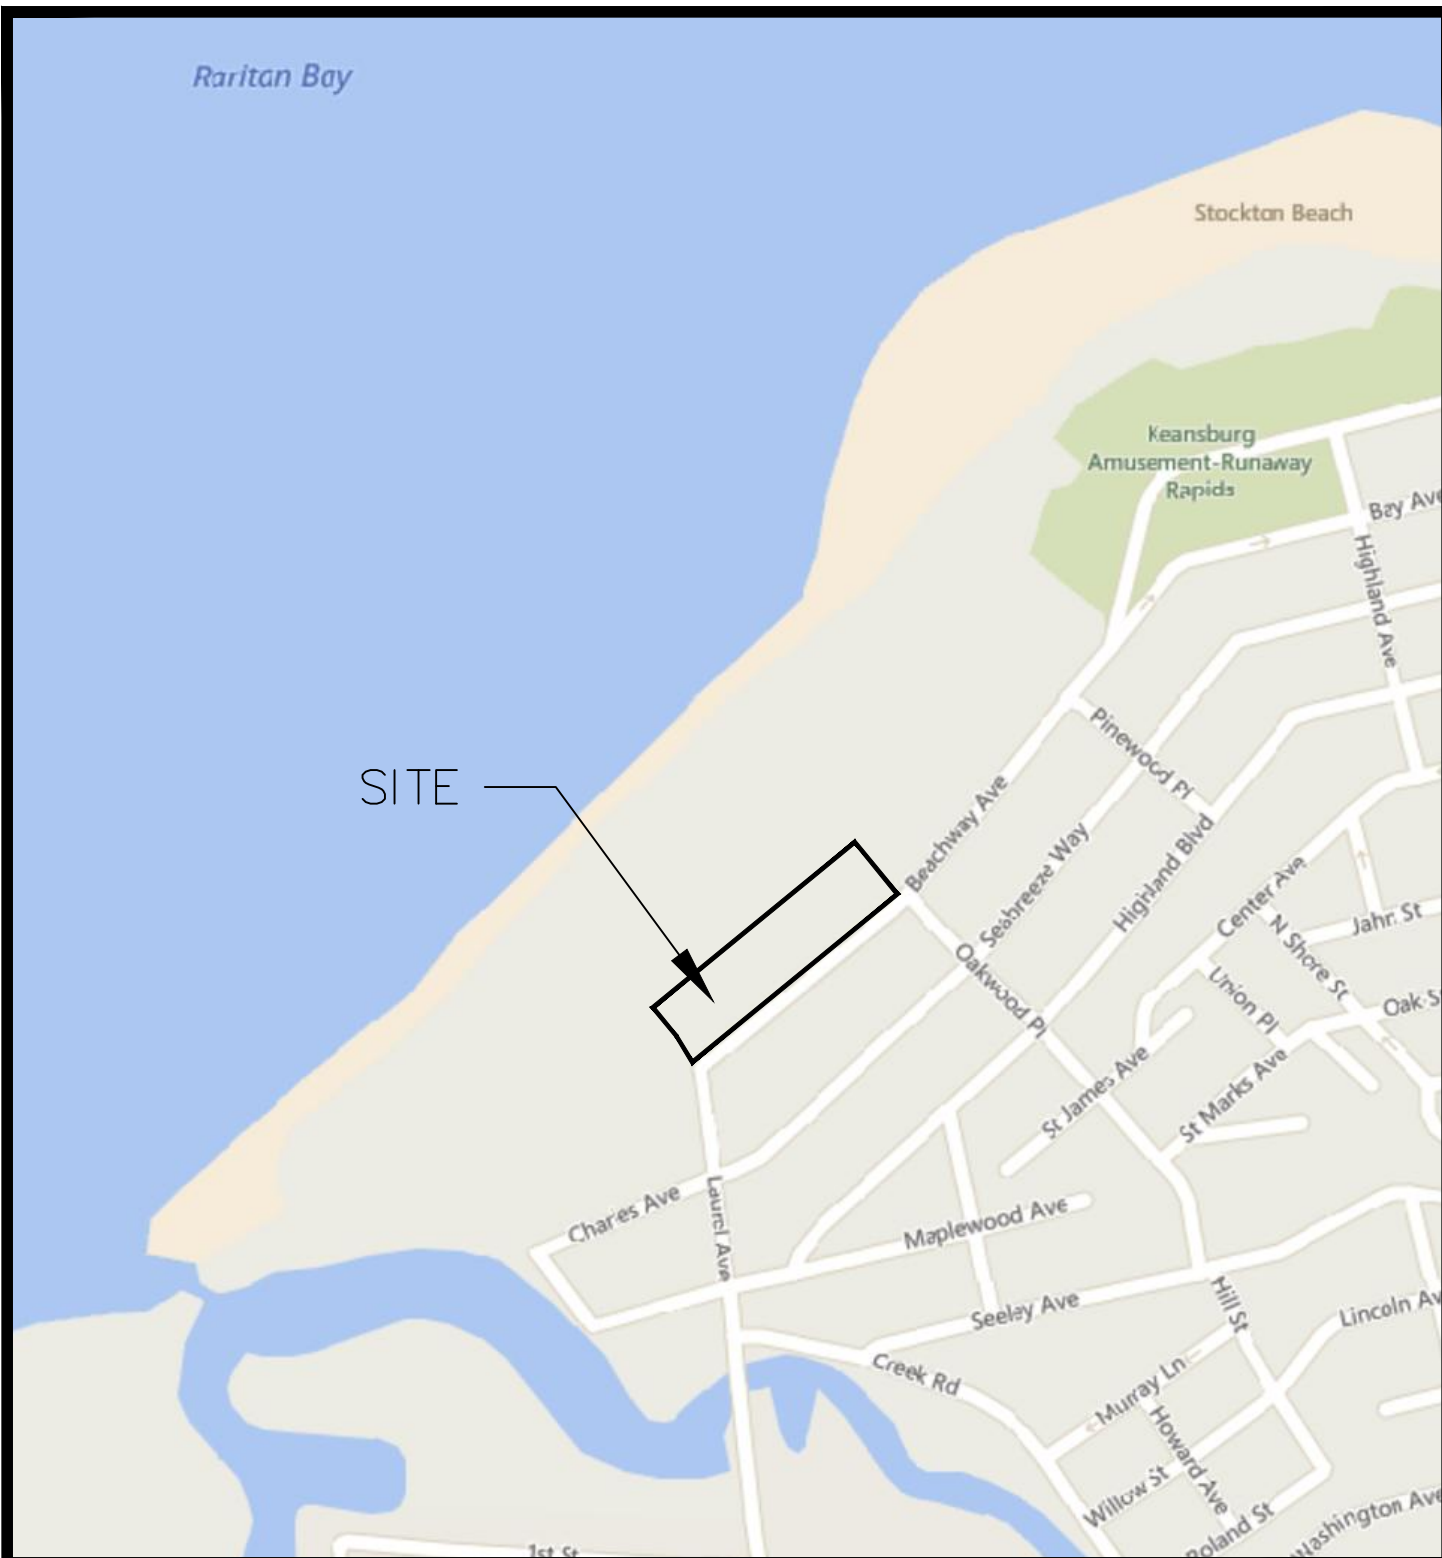 Raritan Bay
Stockton Beach
Keansburg
Amusement-Runaway
Rapids
Bay Ave
Highland Ave
Pinewood Pl
SITE
Beachway Ave
Seabreeze Way
Highland Blvd
Center Ave
Jahn St
N Shore St
Oakwood Pl
Union Pl
Oak S
St James Ave
St Marks Ave
Charles Ave
Laurel Ave
Maplewood Ave
Seeley Ave
Hill St
Lincoln Av
Creek Rd
Murray Ln
Howard Ave
Willow St
Roland St
Washington Ave
1st St